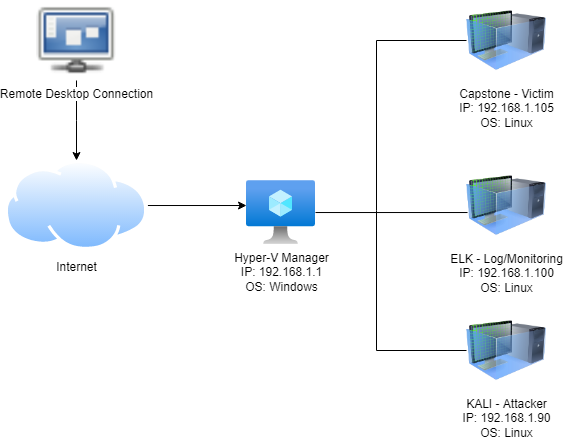 Remote Desktop Connection
Internet
Hyper-V Manager
IP: 192.168.1.1
OS: Windows
Capstone - Victim
IP: 192.168.1.105
OS: Linux
ELK - Log/Monitoring
IP: 192.168.1.100
OS: Linux
KALI - Attacker
IP: 192.168.1.90
OS: Linux